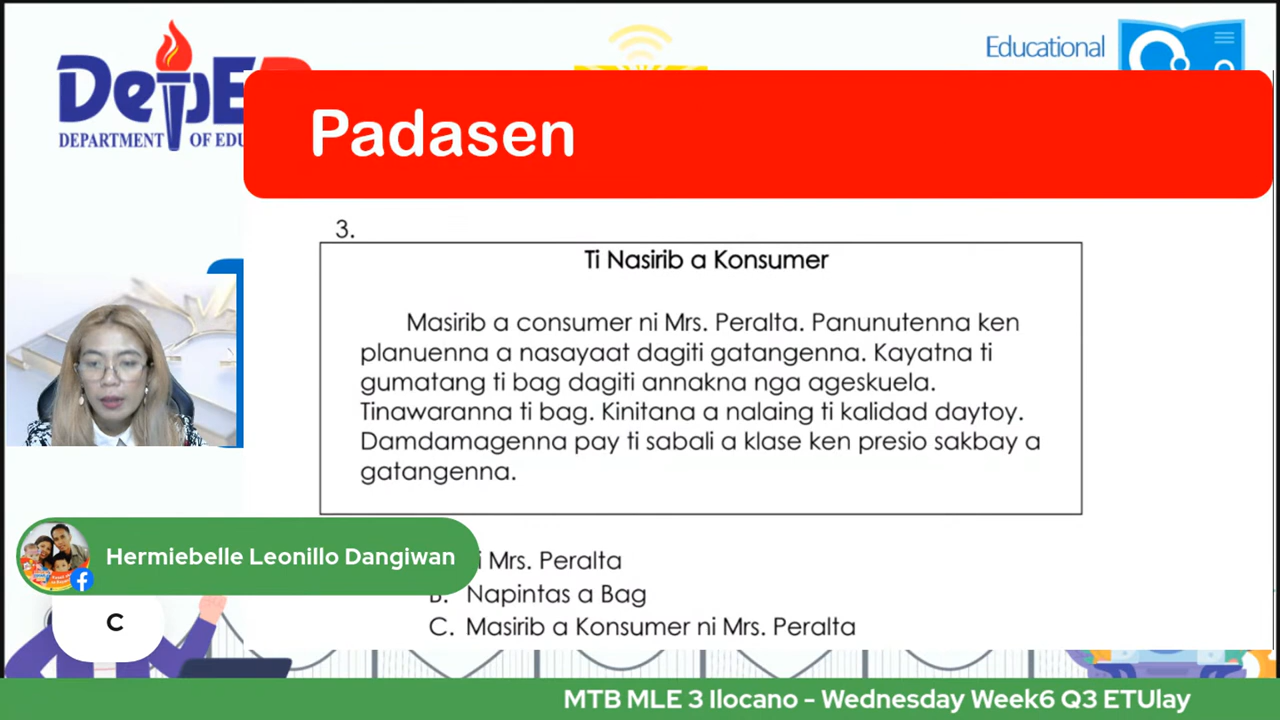 DepED
DEPARTMENT OF EDU
Educational
Padasen
3.
Ti Nasirib a Konsumer
Masirib a consumer ni Mrs. Peralta. Panunutenna ken
planuenna a nasayaat dagiti gatangenna. Kayatna ti
gumatang ti bag dagiti annakna nga ageskuela.
Tinawaranna ti bag. Kinitana a nalaing ti kalidad daytoy.
Damdamagenna pay ti sabali a klase ken presio sakbay a
gatangenna.
i Mrs. Peralta
B. Napintas a Bag
C. Masirib a Konsumer ni Mrs. Peralta
Hermiebelle Leonillo Dangiwan
C
MTB MLE 3 Ilocano - Wednesday Week6 Q3 ETUlay